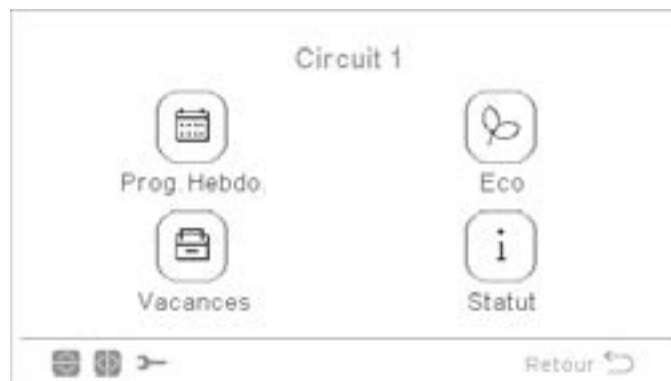 Circuit 1
Prog.Hebdo.
Eco
Vacances
i
Statut
Retour